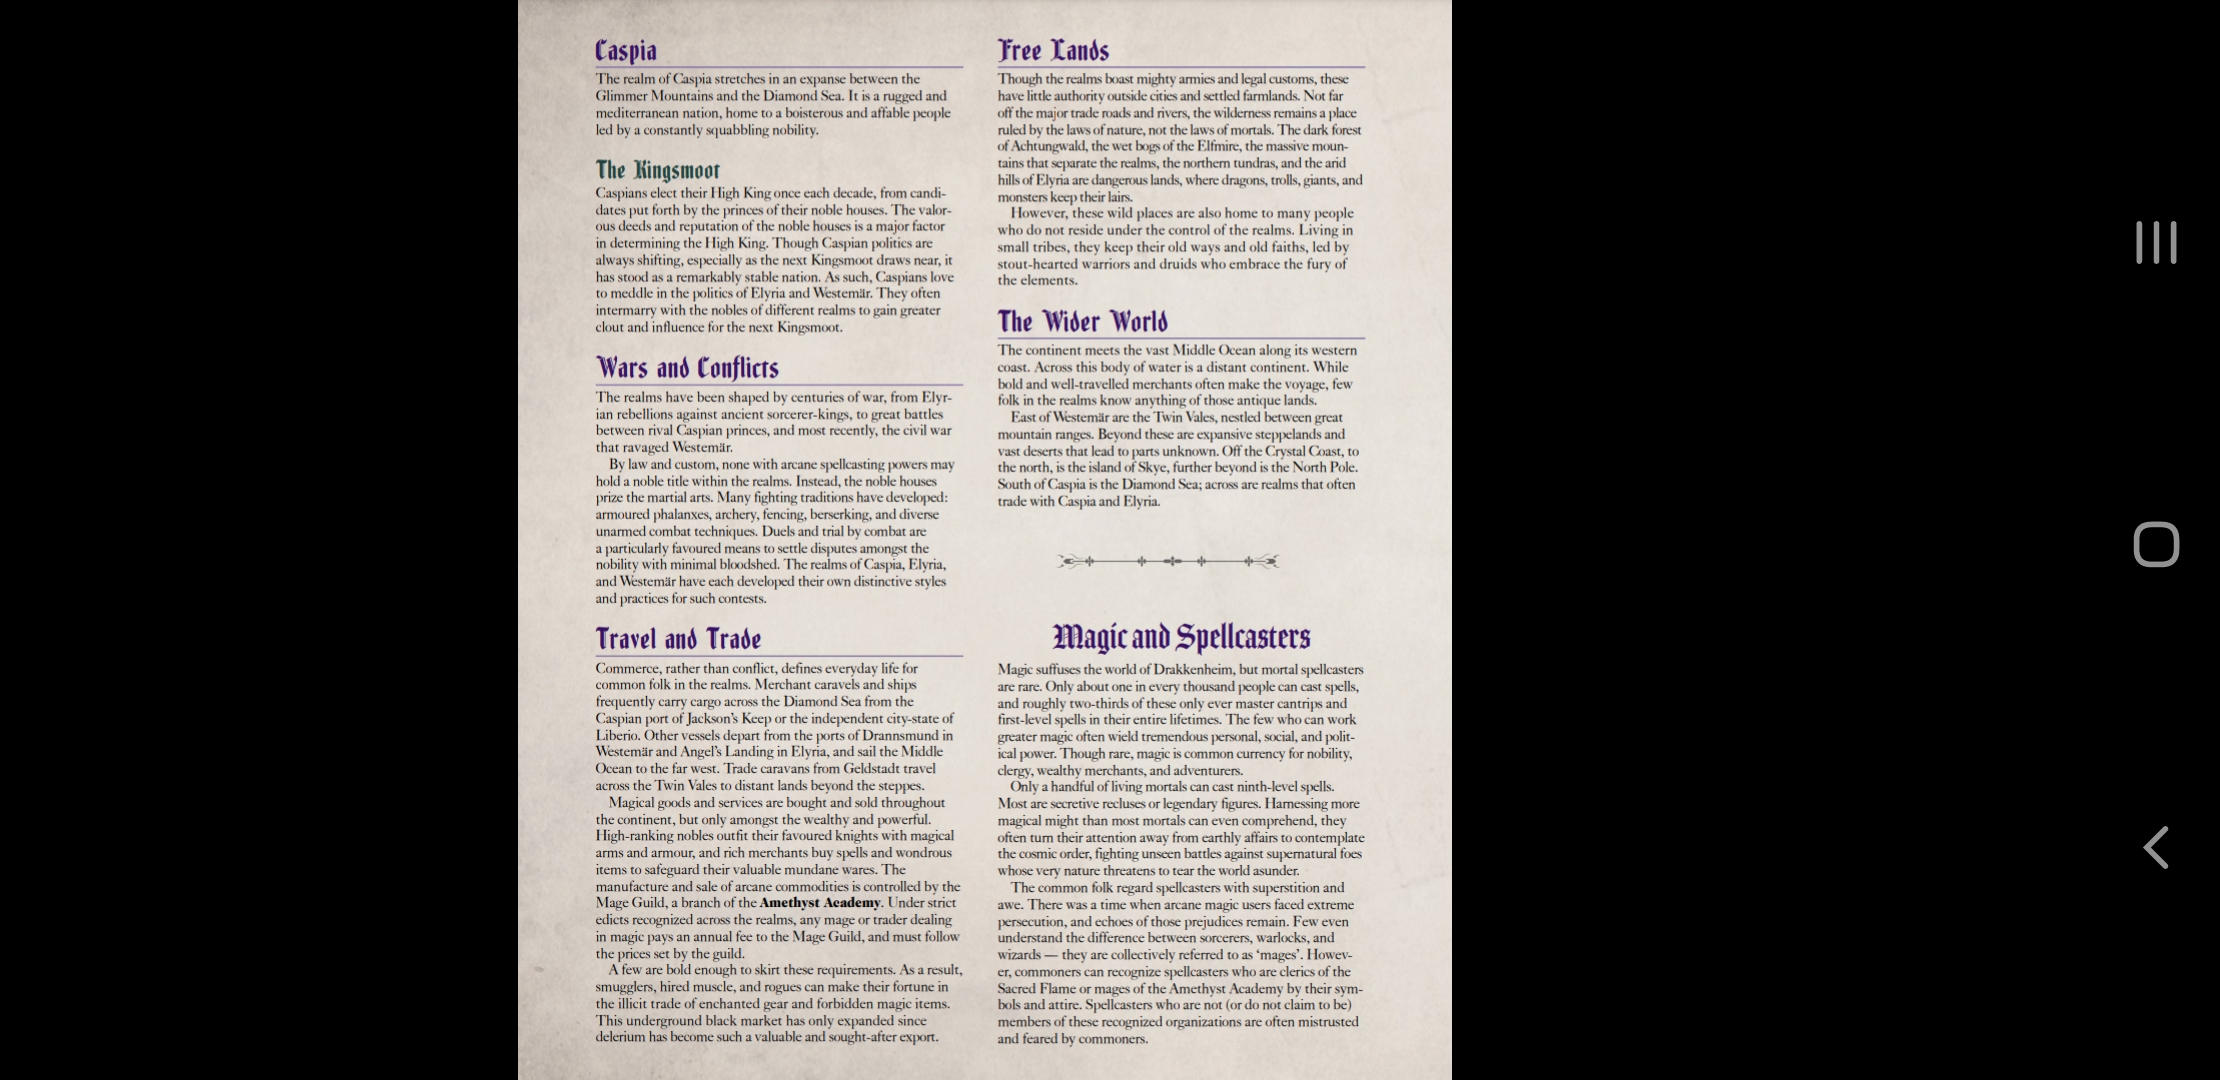 Caspia
The realm of Caspia stretches in an expanse between the
Glimmer Mountains and the Diamond Sea. It is a rugged and
mediterranean nation, home to a boisterous and affable people
led by a constantly squabbling nobility.
The Kingsmoot
Caspians elect their High King once each decade, from candi-
dates put forth by the princes of their noble houses. The valor-
ous deeds and reputation of the noble houses is a major factor
in determining the High King. Though Caspian politics are
always shifting, especially as the next Kingsmoot draws near, it
has stood as a remarkably stable nation. As such, Caspians love
to meddle in the politics of Elyria and Westemär. They often
intermarry with the nobles of different realms to gain greater
clout and influence for the next Kingsmoot.
Wars and Conflicts
The realms have been shaped by centuries of war, from Elyr-
ian rebellions against ancient sorcerer-kings, to great battles
between rival Caspian princes, and most recently, the civil war
that ravaged Westemär.
By law and custom, none with arcane spellcasting powers may
hold a noble title within the realms. Instead, the noble houses
prize the martial arts. Many fighting traditions have developed:
armoured phalanxes, archery, fencing, berserking, and diverse
unarmed combat techniques. Duels and trial by combat are
a particularly favoured means to settle disputes amongst the
nobility with minimal bloodshed. The realms of Caspia, Elyria,
and Westemär have each developed their own distinctive styles
and practices for such contests.
Travel and Trade
Commerce, rather than conflict, defines everyday life for
common folk in the realms. Merchant caravels and ships
frequently carry cargo across the Diamond Sea from the
Caspian port of Jackson's Keep or the independent city-state of
Liberio. Other vessels depart from the ports of Drannsmund in
Westemär and Angel's Landing in Elyria, and sail the Middle
Ocean to the far west. Trade caravans from Geldstadt travel
across the Twin Vales to distant lands beyond the steppes.
Magical goods and services are bought and sold throughout
the continent, but only amongst the wealthy and powerful.
High-ranking nobles outfit their favoured knights with magical
arms and armour, and rich merchants buy spells and wondrous
items to safeguard their valuable mundane wares. The
manufacture and sale of arcane commodities is controlled by the
Mage Guild, a branch of the Amethyst Academy. Under strict
edicts recognized across the realms, any mage or trader dealing
in magic pays an annual fee to the Mage Guild, and must follow
the prices set by the guild.
A few are bold enough to skirt these requirements. As a result,
smugglers, hired muscle, and rogues can make their fortune in
the illicit trade of enchanted gear and forbidden magic items.
This underground black market has only expanded since
delerium has become such a valuable and sought-after export.
Free Lands
Though the realms boast mighty armies and legal customs, these
have little authority outside cities and settled farmlands. Not far
off the major trade roads and rivers, the wilderness remains a place
ruled by the laws of nature, not the laws of mortals. The dark forest
of Achtungwald, the wet bogs of the Elfmire, the massive moun-
tains that separate the realms, the northern tundras, and the arid
hills of Elyria are dangerous lands, where dragons, trolls, giants, and
monsters keep their lairs.
However, these wild places are also home to many people
who do not reside under the control of the realms. Living in
small tribes, they keep their old ways and old faiths, led by
stout-hearted warriors and druids who embrace the fury of
the elements.
The Wider World
The continent meets the vast Middle Ocean along its western
coast. Across this body of water is a distant continent. While
bold and well-travelled merchants often make the voyage, few
folk in the realms know anything of those antique lands.
East of Westemär are the Twin Vales, nestled between great
mountain ranges. Beyond these are expansive steppelands and
vast deserts that lead to parts unknown. Off the Crystal Coast, to
the north, is the island of Skye, further beyond is the North Pole.
South of Caspia is the Diamond Sea; across are realms that often
trade with Caspia and Elyria.
Magic and Spellcasters
Magic suffuses the world of Drakkenheim, but mortal spellcasters
are rare. Only about one in every thousand people can cast spells,
and roughly two-thirds of these only ever master cantrips and
first-level spells in their entire lifetimes. The few who can work
greater magic often wield tremendous personal, social, and polit-
ical power. Though rare, magic is common currency for nobility,
clergy, wealthy merchants, and adventurers.
Only a handful of living mortals can cast ninth-level spells.
Most are secretive recluses or legendary figures. Harnessing more
magical might than most mortals can even comprehend, they
often turn their attention away from earthly affairs to contemplate
the cosmic order, fighting unseen battles against supernatural foes
whose very nature threatens to tear the world asunder.
The common folk regard spellcasters with superstition and
awe. There was a time when arcane magic users faced extreme
persecution, and echoes of those prejudices remain. Few even
understand the difference between sorcerers, warlocks, and
wizards — they are collectively referred to as 'mages'. Howev-
er, commoners can recognize spellcasters who are clerics of the
Sacred Flame or mages of the Amethyst Academy by their sym-
bols and attire. Spellcasters who are not (or do not claim to be)
members of these recognized organizations are often mistrusted
and feared by commoners.